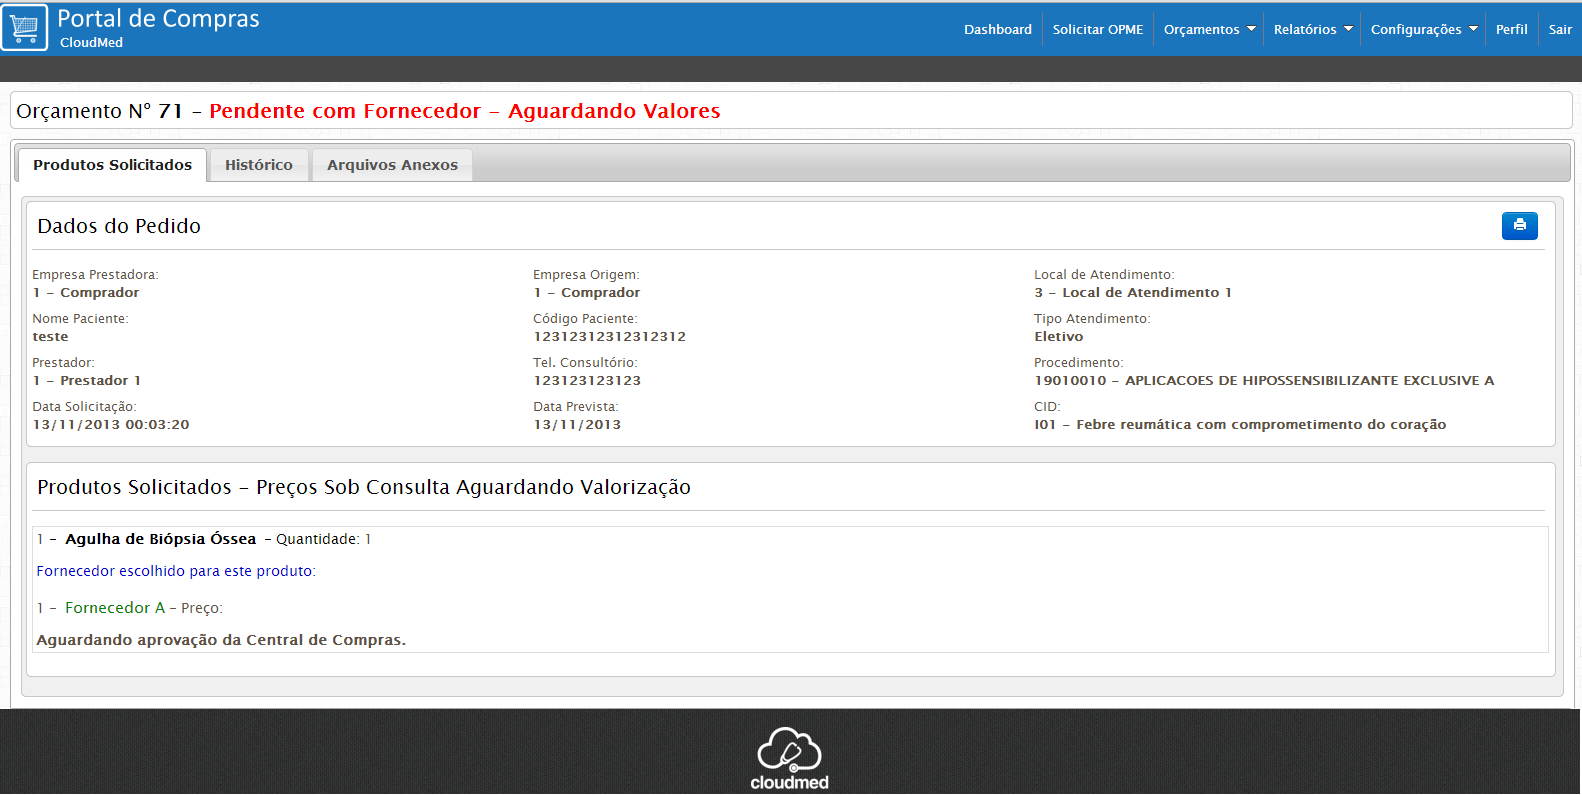 Portal de Compras
CloudMed
Dashboard Solicitar OPME Orçamentos Relatórios Configurações Perfil Sair
Orçamento Nº 71 - Pendente com Fornecedor - Aguardando Valores
Produtos Solicitados Histórico Arquivos Anexos
Dados do Pedido
Empresa Prestadora: Empresa Origem: Local de Atendimento:
1 - Comprador 1 - Comprador 3 - Local de Atendimento 1
Nome Paciente: Código Paciente: Tipo Atendimento:
teste 12312312312312312 Eletivo
Prestador: Tel. Consultório: Procedimento:
1 - Prestador 1 123123123123 19010010 - APLICACOES DE HIPOSSENSIBILIZANTE EXCLUSIVE A
Data Solicitação: Data Prevista: CID:
13/11/2013 00:03:20 13/11/2013 I01 - Febre reumática com comprometimento do coração
Produtos Solicitados - Preços Sob Consulta Aguardando Valorização
1 - Agulha de Biópsia Óssea - Quantidade: 1
Fornecedor escolhido para este produto:
1 - Fornecedor A - Preço:
Aguardando aprovação da Central de Compras.
cloudmed